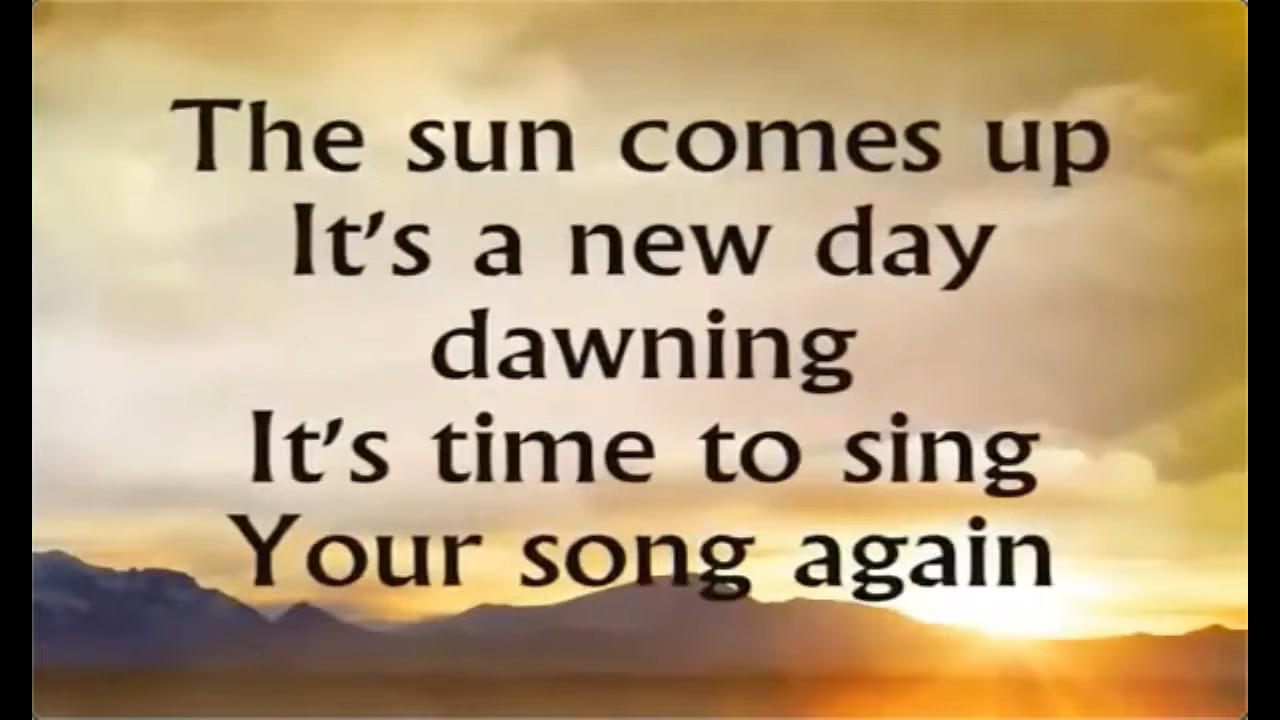 The sun comes up
It's a new day
dawning
It's time to sing
Your song again